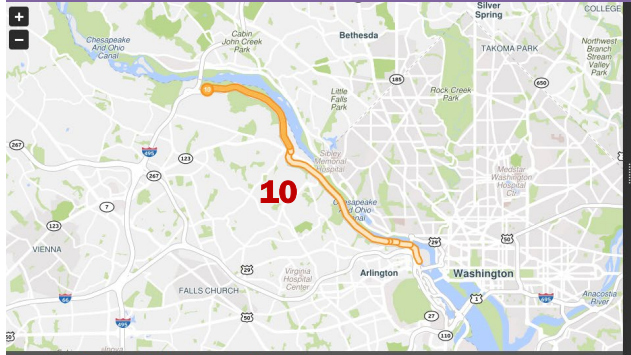 +
−
Silver
Spring
COLLEGE
Chesapeake
And Ohio
Canal
Cabin
John Creek
Park
Bethesda
TAKOMA PARK
Northwest
Branch
Stream
Valley
Park
185
650
Little
Falls
Park
Rock Creek
Park
267
495
123
267
Sibley
Memorial
Hospital
Medstar
Washington
Hospital
10
Chesapeake
And Ohio
7
123
VIENNA
29
50
29
Virginia
Hospital
Center
Arlington
Washington
FALLS CHURCH
66
495
1
495
Anacostia
River
50
27
110
50